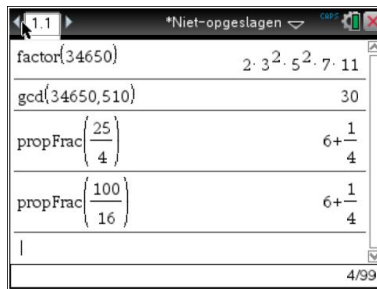 1.1 *Niet-opgeslagen CAPS
factor(34650) 2·3²·5²·7·11
gcd(34650,510) 30
propFrac(25/4) 6+1/4
propFrac(100/16) 6+1/4
4/99